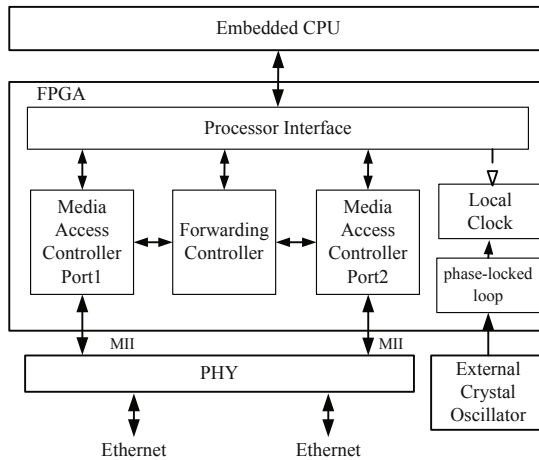 Embedded CPU
FPGA
Processor Interface
Media
Access
Controller
Port1
Forwarding
Controller
Media
Access
Controller
Port2
Local
Clock
phase-locked
loop
MII
MII
PHY
External
Crystal
Oscillator
Ethernet
Ethernet